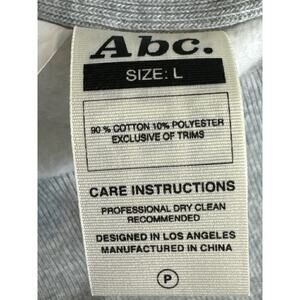 Abc.
SIZE: L
90 % COTTON 10% POLYESTER
EXCLUSIVE OF TRIMS
CARE INSTRUCTIONS
PROFESSIONAL DRY CLEAN
RECOMMENDED
DESIGNED IN LOS ANGELES
MANUFACTURED IN CHINA
P